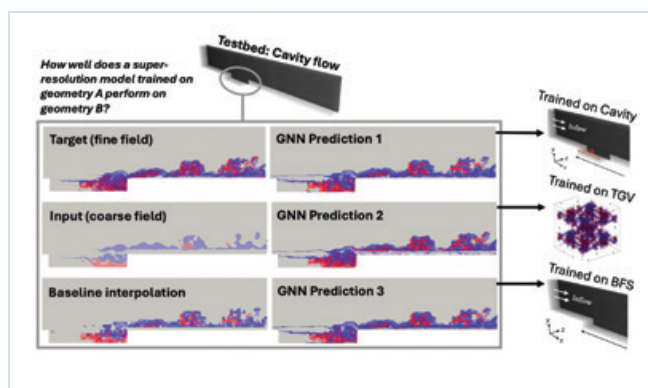 How well does a super-
resolution model trained on
geometry A perform on
geometry B?
Testbed: Cavity flow
Target (fine field)
GNN Prediction 1
Input (coarse field)
GNN Prediction 2
Baseline interpolation
GNN Prediction 3
Trained on Cavity
Inflow
Trained on TGV
Trained on BFS
Inflow